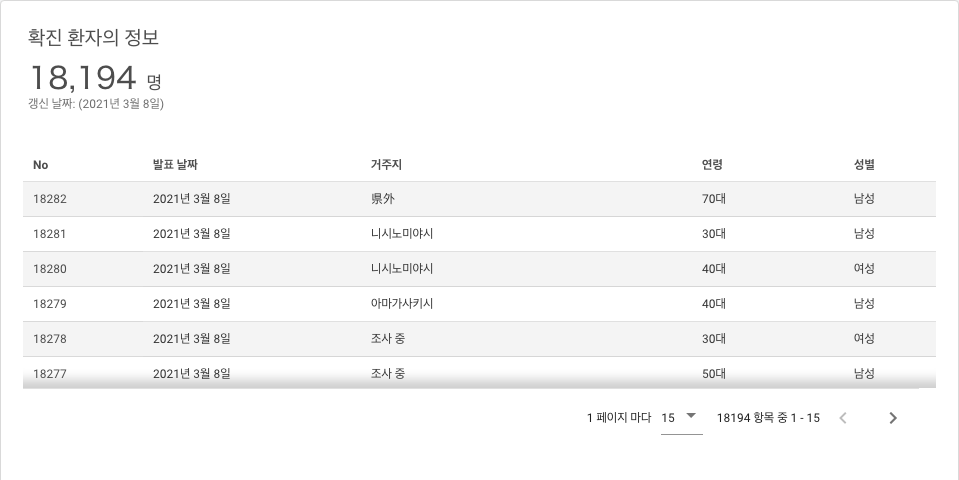 확진 환자의 정보
18,194 명
갱신 날짜: (2021년 3월 8일)
No 발표 날짜 거주지 연령 성별
18282 2021년 3월 8일 県外 70대 남성
18281 2021년 3월 8일 니시노미야시 30대 남성
18280 2021년 3월 8일 니시노미야시 40대 여성
18279 2021년 3월 8일 아마가사키시 40대 남성
18278 2021년 3월 8일 조사 중 30대 여성
18277 2021년 3월 8일 조사 중 50대 남성
1 페이지 마다 15 18194 항목 중 1 - 15